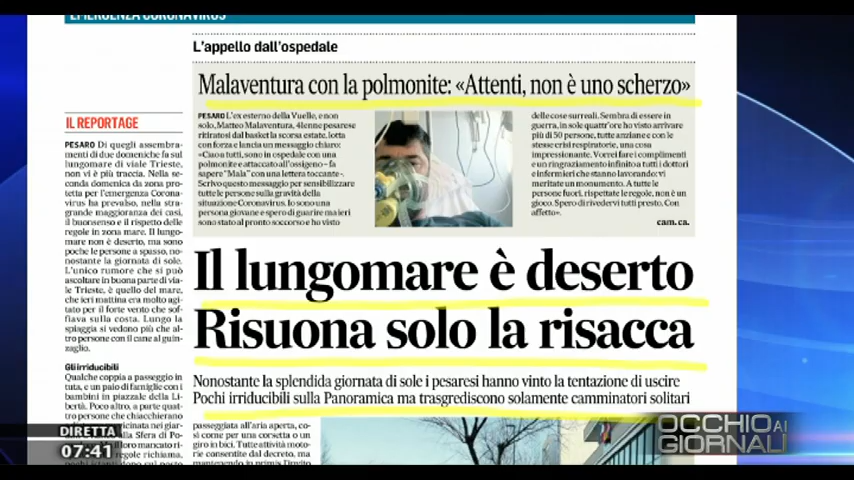 EMERGENZA CORONAVIRUS
L'appello dall'ospedale
Malaventura con la polmonite: «Attenti, non è uno scherzo»
PESARO L'ex esterno della Vuelle, e non
solo, Matteo Malaventura, 41enne pesarese
ritiratosi dal basket la scorsa estate, lotta
con forza e lancia un messaggio chiaro:
«Ciao a tutti, sono in ospedale con una
polmonite e attaccato all'ossigeno» fa
sapere "Mala" con una lettera toccante-.
Scrivo questo messaggio per sensibilizzare
tutte le persone sulla gravità della
situazione Coronavirus. Io sono una
persona giovane e spero di guarire ma ieri
sono stato al pronto soccorso e ho visto
delle cose surreali. Sembra di essere in
guerra, in sole quattr'ore ho visto arrivare
più di 50 persone, tutte anziane e con le
stesse crisi respiratorie, una cosa
impressionante. Vorrei fare i complimenti
e un ringraziamento infinito a tutti i dottori
e infermieri che stanno lavorando: vi
meritate un monumento. A tutte le
persone fuori, rispettate le regole, non è un
gioco. Spero di rivedervi tutti presto. Con
affetto».
cam.ca.
IL REPORTAGE
PESARO Di quegli assembra-
menti di due domeniche fa sul
lungomare di viale Trieste,
non vi è più traccia. Nella se-
conda domenica da zona pro-
tetta per l'emergenza Corona-
virus ha prevalso, nella stra-
grande maggioranza dei casi,
il buonsenso e il rispetto delle
regole in zona mare. Il lungo-
mare non è deserto, ma sono
poche le persone a spasso, no-
nostante la giornata di sole.
L'unico rumore che si può
ascoltare in buona parte di via-
le Trieste, è quello del mare,
che ieri mattina era molto agi-
tato per il forte vento che sof-
fiava sulla costa. Lungo la
spiaggia si vedono più che al-
tro persone con il cane al guin-
zaglio.
Gli irriducibili
Qualche coppia a passeggio in
tuta, e un paio di famiglie con i
bambini in piazzale della Li-
bertà. Poco altro, a parte quat-
tro persone che chiacchierano
Il lungomare è deserto
Risuona solo la risacca
Nonostante la splendida giornata di sole i pesaresi hanno vinto la tentazione di uscire
Pochi irriducibili sulla Panoramica ma trasgrediscono solamente camminatori solitari
passeggiata all'aria aperta, co-
sì come per una corsetta o un
giro in bici. Tutte attività moto-
rie consentite dal decreto, ma
DIRETTA
07:41
OCCHIO AI
GIORNALI